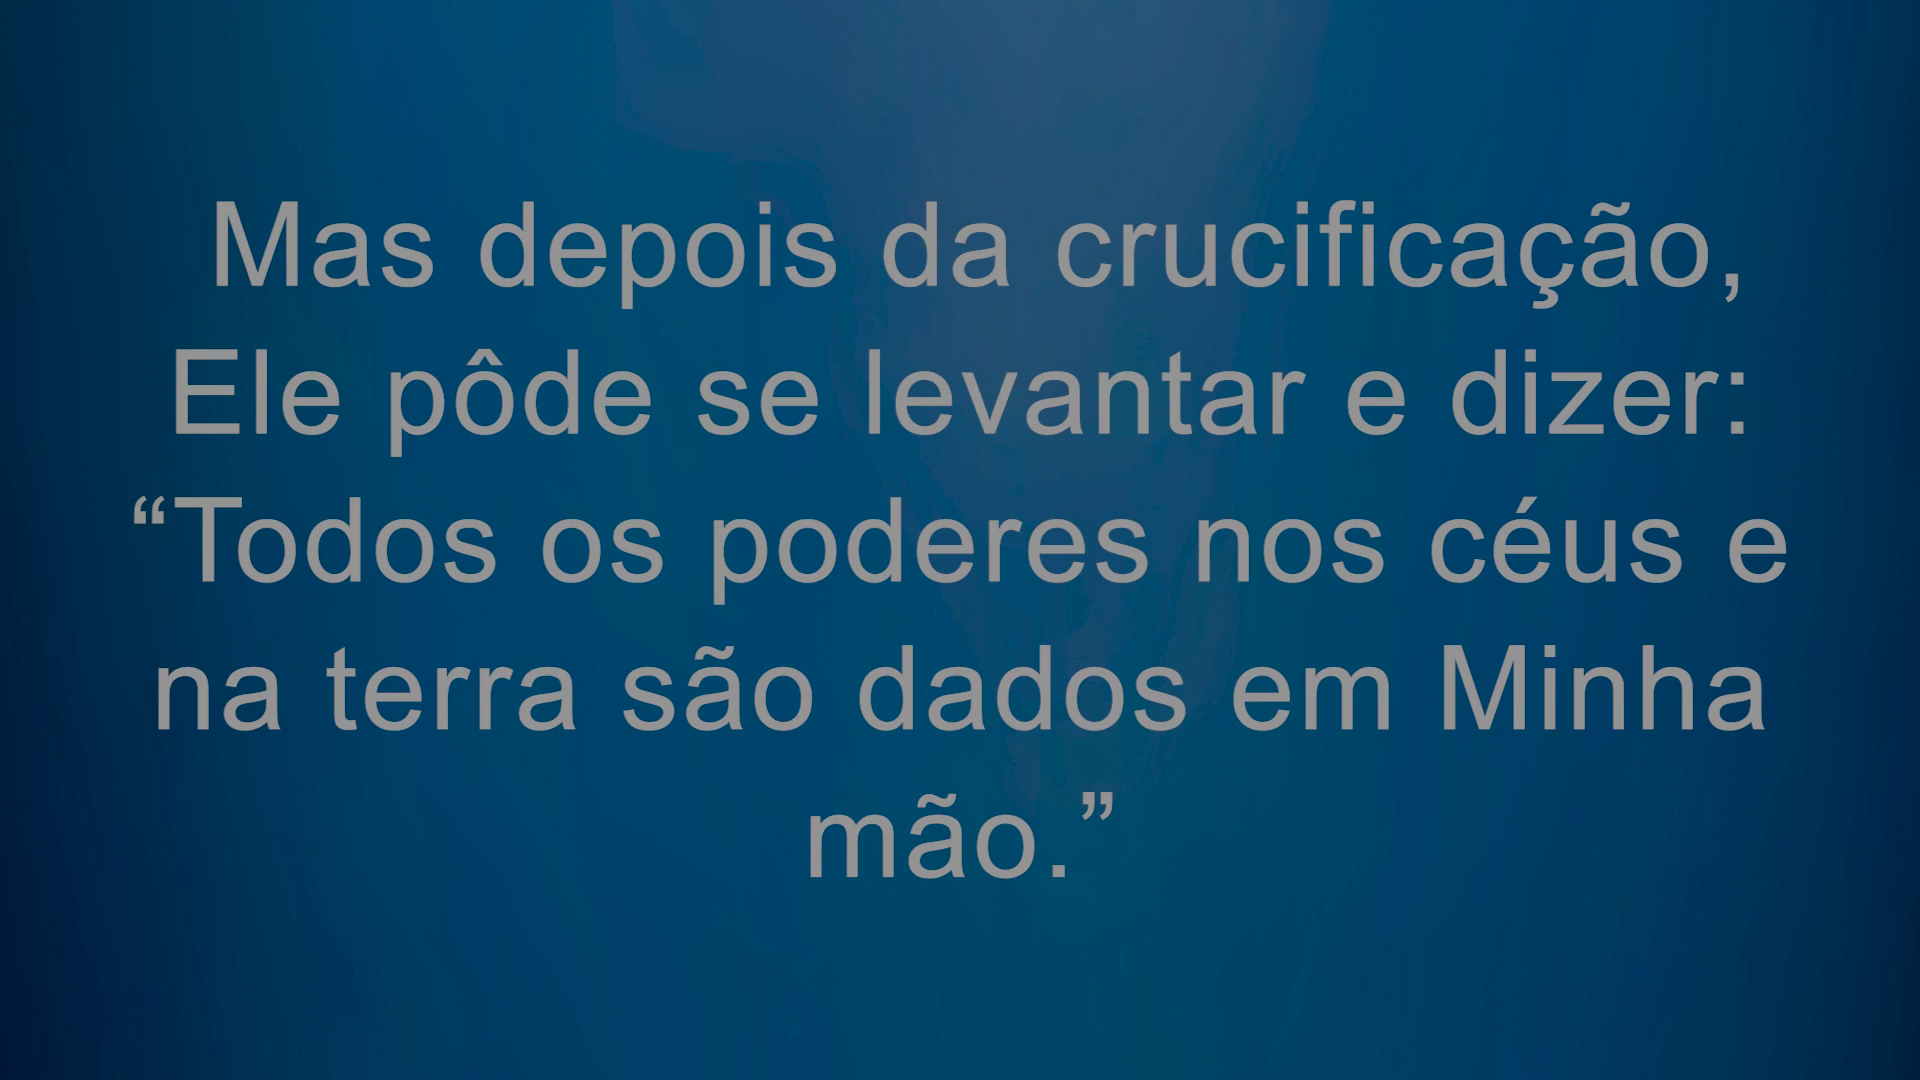 Mas depois da crucificação,
Ele pôde se levantar e dizer:
“Todos os poderes nos céus e
na terra são dados em Minha
mão.”